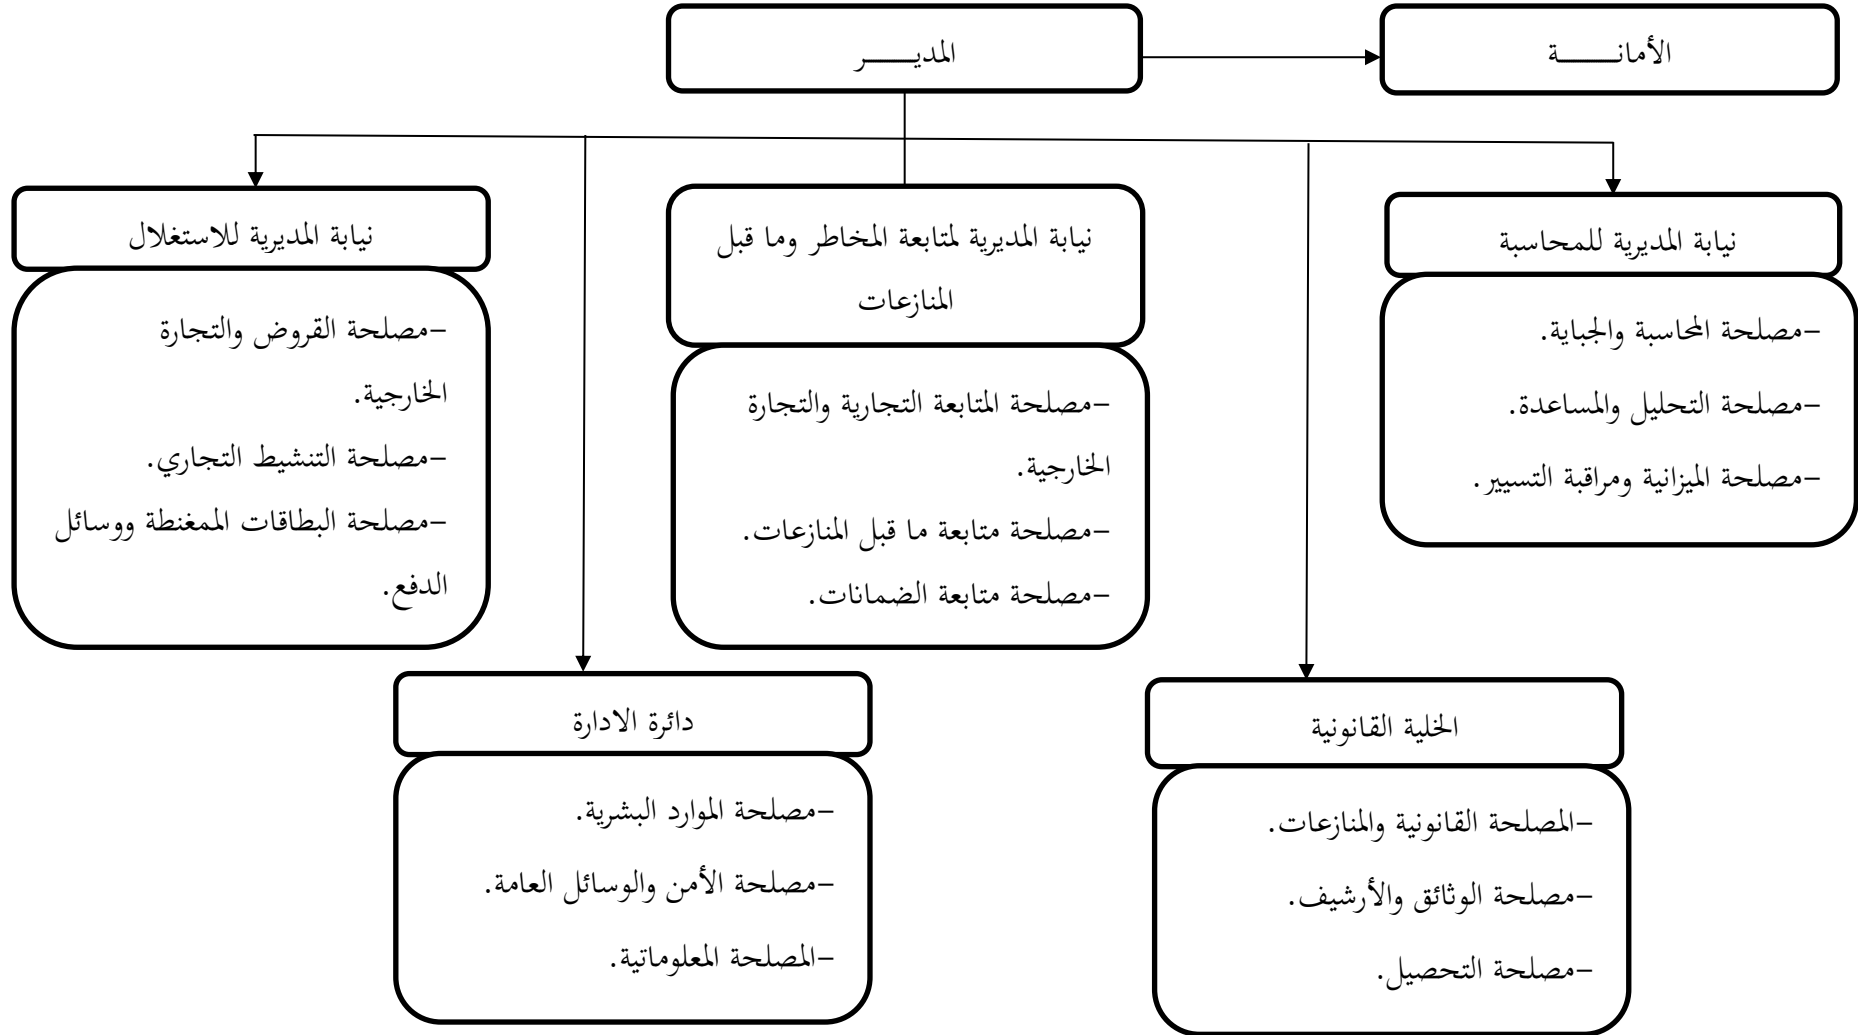 الأمانـــــــة
المديــــــر
نيابة المديرية للمحاسبة
-مصلحة المحاسبة والجباية.
-مصلحة التحليل والمساعدة.
-مصلحة الميزانية ومراقبة التسيير.
نيابة المديرية لمتابعة المخاطر وما قبل
المنازعات
-مصلحة المتابعة التجارية والتجارة
الخارجية.
-مصلحة متابعة ما قبل المنازعات.
-مصلحة متابعة الضمانات.
نيابة المديرية للاستغلال
-مصلحة القروض والتجارة
الخارجية.
-مصلحة التنشيط التجاري.
-مصلحة البطاقات الممغنطة ووسائل
الدفع.
الخلية القانونية
-المصلحة القانونية والمنازعات.
-مصلحة الوثائق والأرشيف.
-مصلحة التحصيل.
دائرة الادارة
-مصلحة الموارد البشرية.
-مصلحة الأمن والوسائل العامة.
-المصلحة المعلوماتية.